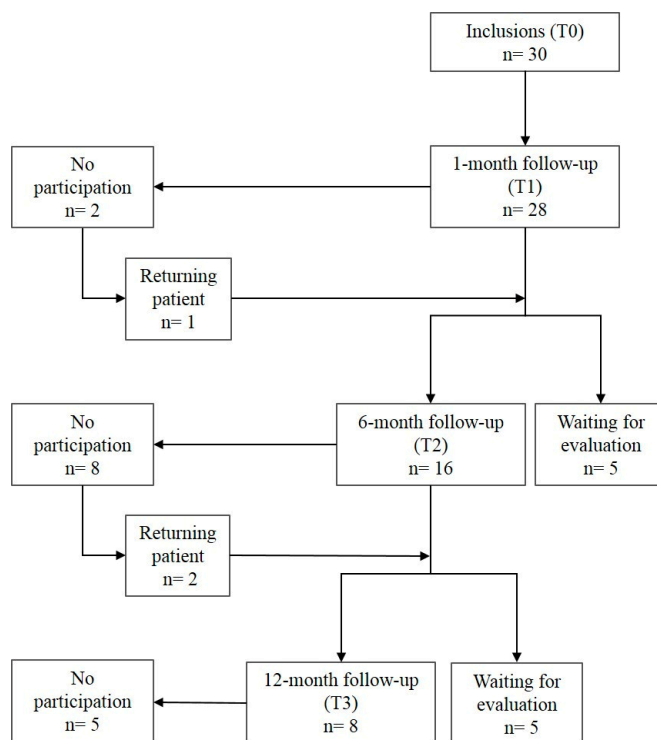 Inclusions (T0)
n= 30
No
participation
n= 2
1-month follow-up
(T1)
n= 28
Returning
patient
n= 1
No
participation
n= 8
6-month follow-up
(T2)
n= 16
Waiting for
evaluation
n= 5
Returning
patient
n= 2
No
participation
n= 5
12-month follow-up
(T3)
n= 8
Waiting for
evaluation
n= 5